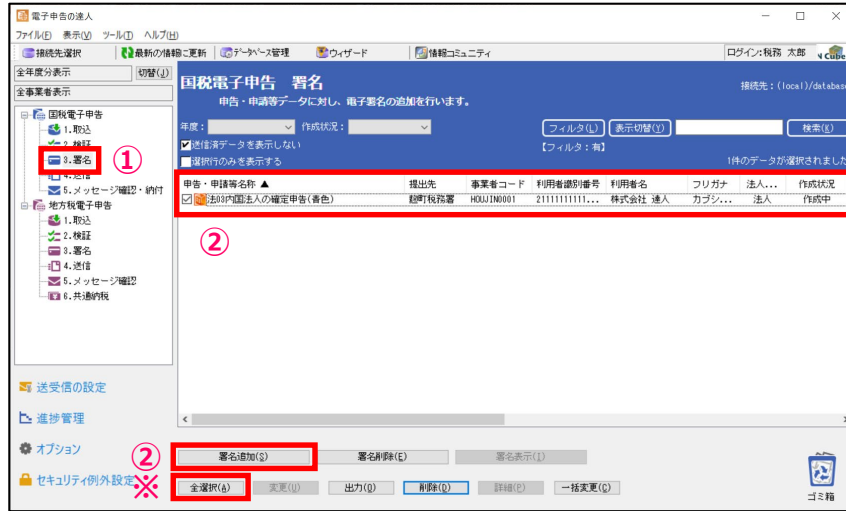 電子申告の達人
ファイル(F) 表示(V) ツール(T) ヘルプ(H)
接続先選択 最新の情報に更新 データベース管理 ウィザード 情報コミュニティ ログイン:税務 太郎
全年度分表示 切替(J)
全事業者表示
国税電子申告
1.取込
2.検証
3.署名
4.送信
5.メッセージ確認・納付
地方税電子申告
1.取込
2.検証
3.署名
4.送信
5.メッセージ確認
6.共通納税
①
送受信の設定
進捗管理
オプション
セキュリティ例外設定
国税電子申告 署名
申告・申請等データに対し、電子署名の追加を行います。
接続先：(local)/database
年度： 作成状況： フィルタ(L) 表示切替(Y) 検索(K)
送信済データを表示しない 【フィルタ：有】
選択行のみを表示する 1件のデータが選択されました
申告・申請等名称 ▲ 提出先 事業者コード 利用者識別番号 利用者名 フリガナ 法人... 作成状況
法03内国法人の確定申告(青色) 麹町税務署 HOUJIN0001 21111111111... 株式会社 達人 カブシ... 法人 作成中
②
②
署名追加(S) 署名削除(E) 署名表示(I)
※
全選択(A) 変更(U) 出力(O) 削除(D) 詳細(P) 一括変更(C)
ゴミ箱